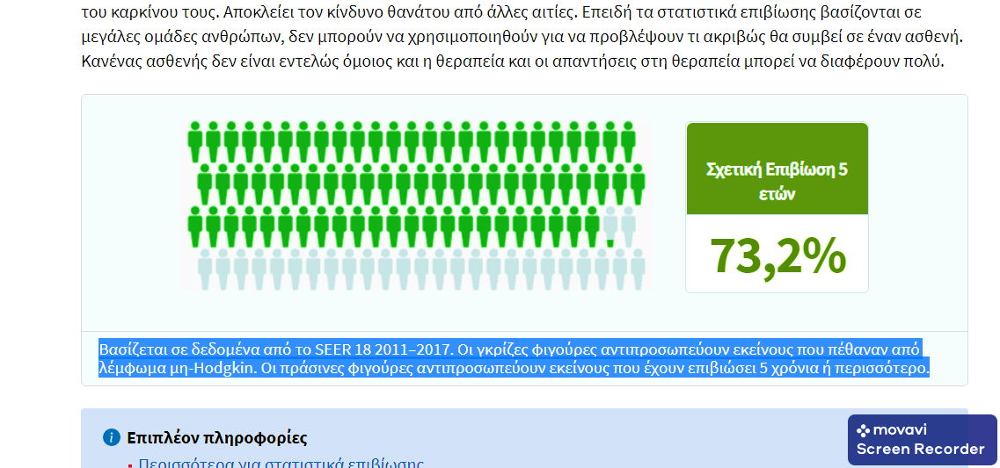 του καρκίνου τους. Αποκλείει τον κίνδυνο θανάτου από άλλες αιτίες. Επειδή τα στατιστικά επιβίωσης βασίζονται σε
μεγάλες ομάδες ανθρώπων, δεν μπορούν να χρησιμοποιηθούν για να προβλέψουν τι ακριβώς θα συμβεί σε έναν ασθενή.
Κανένας ασθενής δεν είναι εντελώς όμοιος και η θεραπεία και οι απαντήσεις στη θεραπεία μπορεί να διαφέρουν πολύ.
Σχετική Επιβίωση 5
ετών
73,2%
Βασίζεται σε δεδομένα από το SEER 18 2011–2017. Οι γκρίζες φιγούρες αντιπροσωπεύουν εκείνους που πέθαναν από
λέμφωμα μη-Hodgkin. Οι πράσινες φιγούρες αντιπροσωπεύουν εκείνους που έχουν επιβιώσει 5 χρόνια ή περισσότερο.
Επιπλέον πληροφορίες
Περισσότερα για στατιστικά επιβίωσης
movavi
Screen Recorder